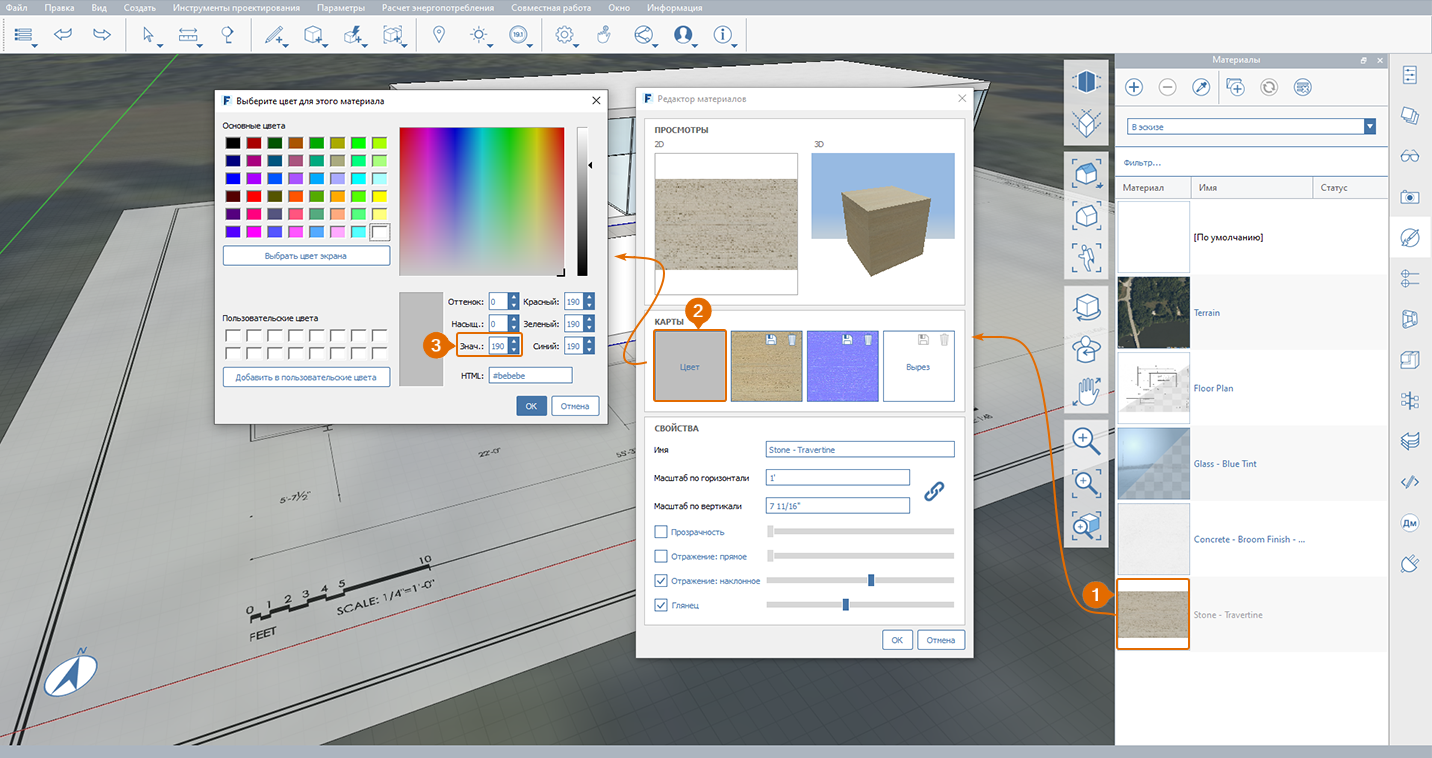 Файл Правка Вид Создать Инструменты проектирования Параметры Расчет энергопотребления Совместная работа Окно Информация
19.1
Выберите цвет для этого материала
Основные цвета
Выбрать цвет экрана
Пользовательские цвета
Добавить в пользовательские цвета
Оттенок: 0 Красный: 190
Насыщ.: 0 Зеленый: 190
3 Знач.: 190 Синий: 190
HTML: #bebebe
ОК Отмена
Редактор материалов
ПРОСМОТРЫ
2D 3D
КАРТЫ 2
Цвет Вырез
СВОЙСТВА
Имя Stone - Travertine
Масштаб по горизонтали 1'
Масштаб по вертикали 7 11/16"
Прозрачность
Отражение: прямое
Отражение: наклонное
Глянец
ОК Отмена
Материалы
В эскизе
Фильтр...
Материал Имя Статус
[По умолчанию]
Terrain
Floor Plan
Glass - Blue Tint
Concrete - Broom Finish - ...
1 Stone - Travertine
Дм
22'-0"
5'-7½"
0 1 2 3 4 5 10
SCALE: 1/4"=1'-0"
FEET
N